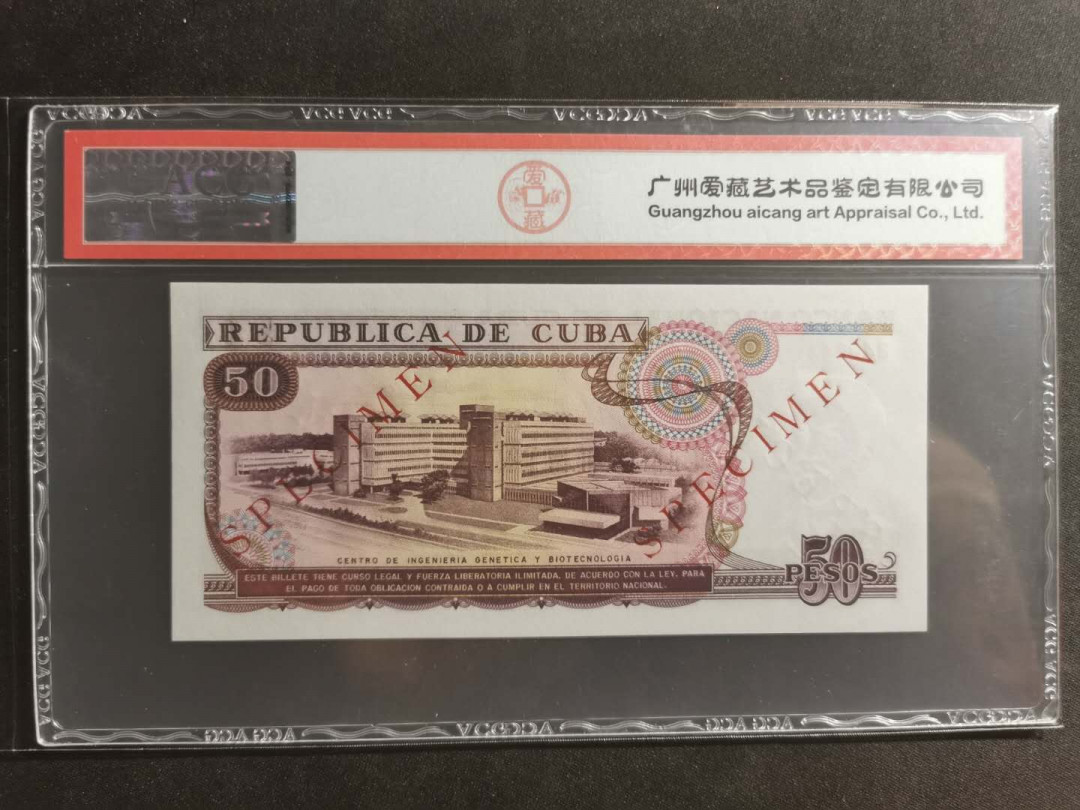 ACG
爱藏
广州爱藏艺术品鉴定有限公司
Guangzhou aicang art Appraisal Co., Ltd.
REPUBLICA DE CUBA
50
SPECIMEN
SPECIMEN
CENTRO DE INGENIERIA GENETICA Y BIOTECNOLOGIA
ESTE BILLETE TIENE CURSO LEGAL Y FUERZA LIBERATORIA ILIMITADA, DE ACUERDO CON LA LEY, PARA
EL PAGO DE TODA OBLIGACION CONTRAIDA O A CUMPLIR EN EL TERRITORIO NACIONAL.
50
PESOS